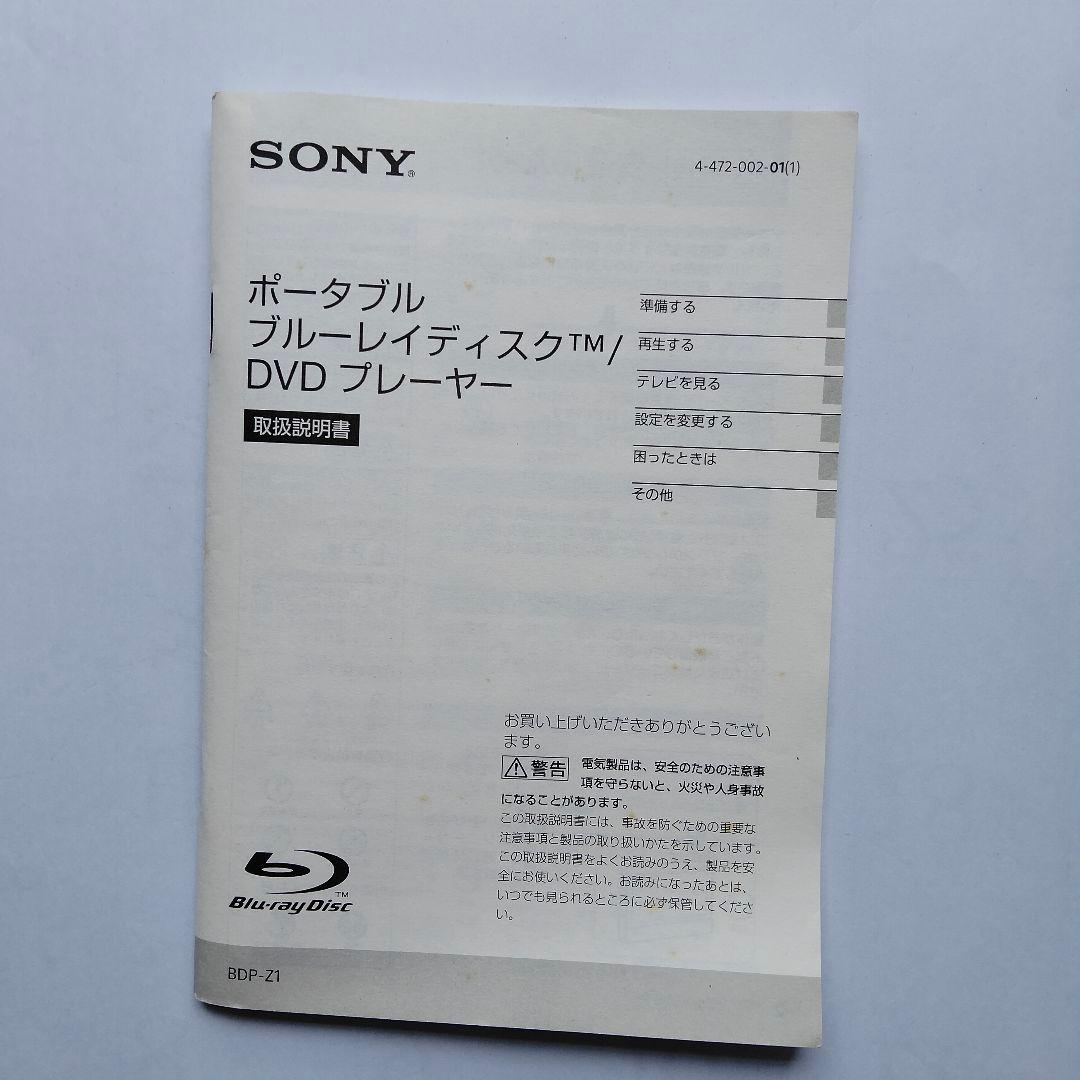 SONY®
4-472-002-01(1)
ポータブル
ブルーレイディスク™/
DVD プレーヤー
取扱説明書
準備する
再生する
テレビを見る
設定を変更する
困ったときは
その他
お買い上げいただきありがとうござい
ます。
警告 電気製品は、安全のための注意事
項を守らないと、火災や人身事故
になることがあります。
この取扱説明書には、事故を防ぐための重要な
注意事項と製品の取り扱いかたを示しています。
この取扱説明書をよくお読みのうえ、製品を安
全にお使いください。お読みになったあとは、
いつでも見られるところに必ず保管してくださ
い。
Blu-ray Disc™
BDP-Z1